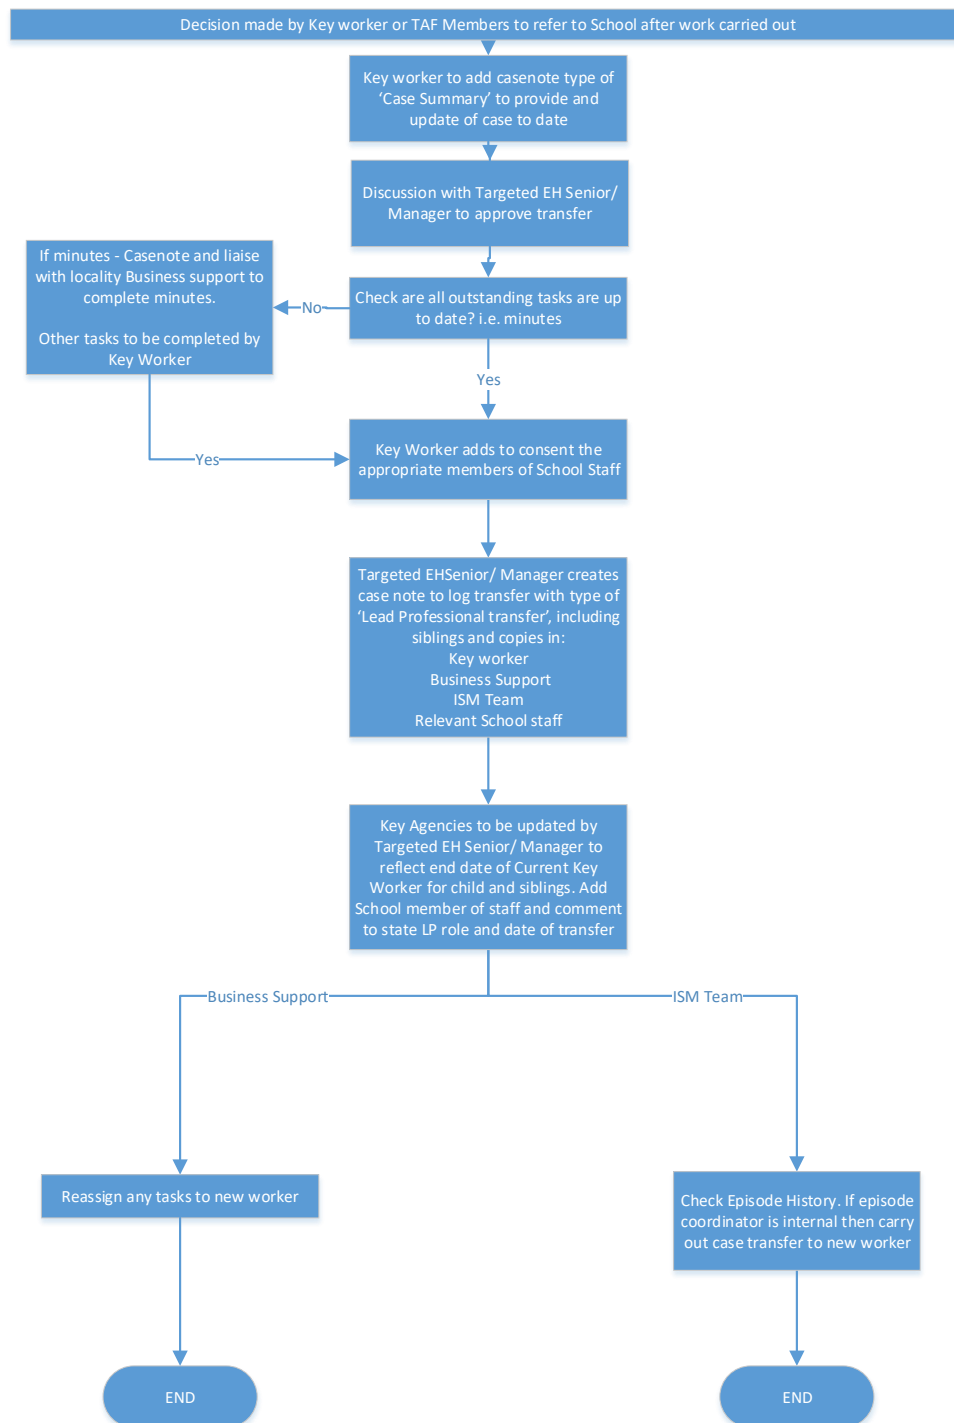 Decision made by Key worker or TAF Members to refer to School after work carried out
Key worker to add casenote type of
‘Case Summary’ to provide and
update of case to date
Discussion with Targeted EH Senior/
Manager to approve transfer
If minutes - Casenote and liaise
with locality Business support to
complete minutes.
Other tasks to be completed by
Key Worker
No
Check are all outstanding tasks are up
to date? i.e. minutes
Yes
Yes
Key Worker adds to consent the
appropriate members of School Staff
Targeted EHSenior/ Manager creates
case note to log transfer with type of
‘Lead Professional transfer’, including
siblings and copies in:
Key worker
Business Support
ISM Team
Relevant School staff
Key Agencies to be updated by
Targeted EH Senior/ Manager to
reflect end date of Current Key
Worker for child and siblings. Add
School member of staff and comment
to state LP role and date of transfer
Business Support
ISM Team
Reassign any tasks to new worker
Check Episode History. If episode
coordinator is internal then carry
out case transfer to new worker
END
END